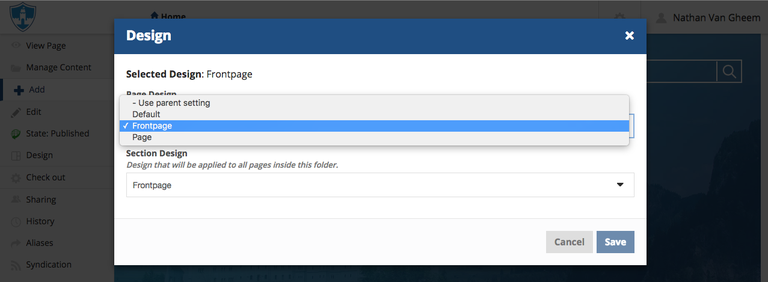 Home
Nathan Van Gheem
View Page
Manage Content
Add
Edit
State: Published
Design
Check out
Sharing
History
Aliases
Syndication
Design
Selected Design: Frontpage
Page Design
- Use parent setting
Default
✓ Frontpage
Page
Section Design
Design that will be applied to all pages inside this folder.
Frontpage
Cancel
Save